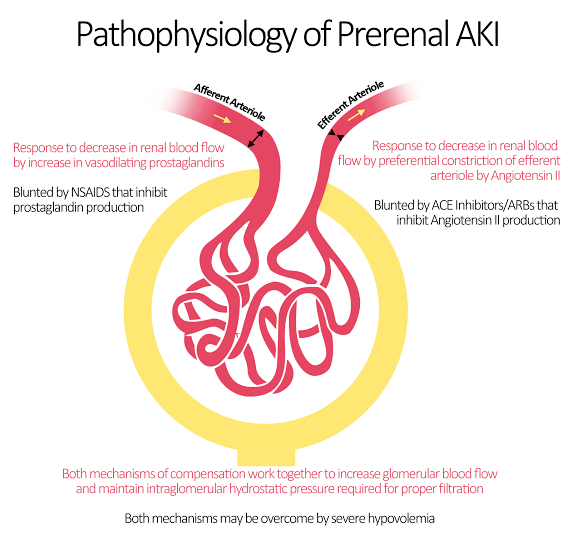 Pathophysiology of Prerenal AKI
Afferent Arteriole
Efferent Arteriole
Response to decrease in renal blood flow
by increase in vasodilating prostaglandins
Blunted by NSAIDS that inhibit
prostaglandin production
Response to decrease in renal blood
flow by preferential constriction of efferent
arteriole by Angiotensin II
Blunted by ACE Inhibitors/ARBs that
inhibit Angiotensin II production
Both mechanisms of compensation work together to increase glomerular blood flow
and maintain intraglomerular hydrostatic pressure required for proper filtration
Both mechanisms may be overcome by severe hypovolemia